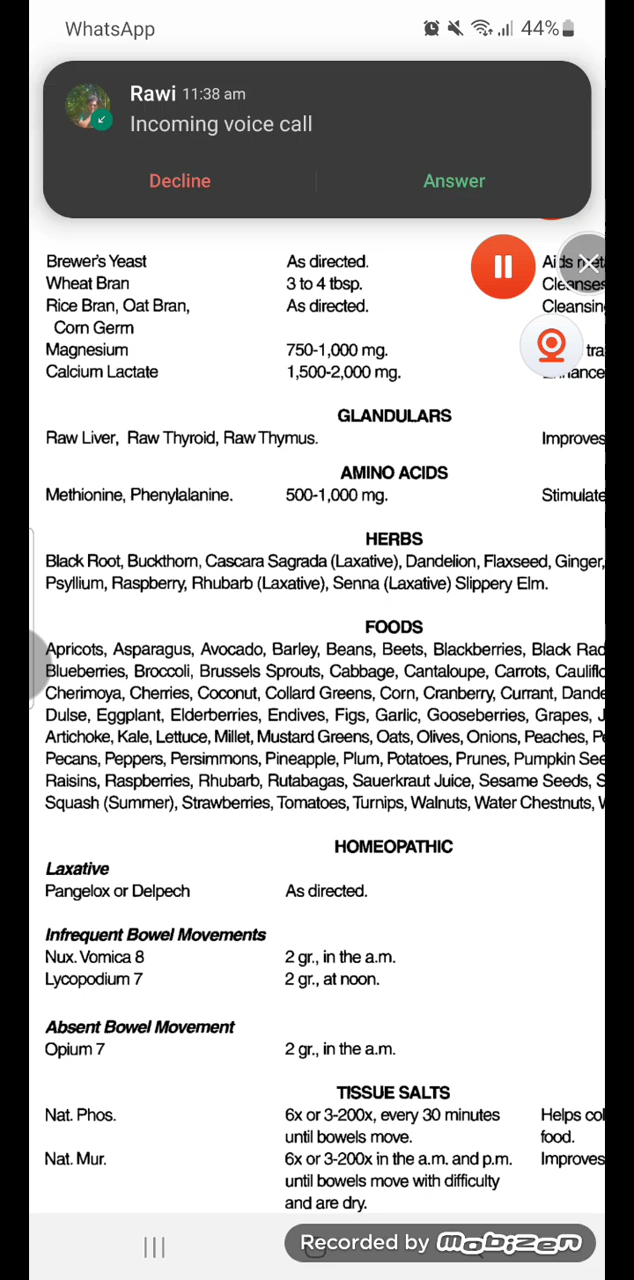 WhatsApp
44%
Rawi 11:38 am
Incoming voice call
Decline Answer
Brewer's Yeast As directed.
Wheat Bran 3 to 4 tbsp. Cleanses
Rice Bran, Oat Bran, As directed. Cleansin
Corn Germ
Magnesium 750-1,000 mg. tra
Calcium Lactate 1,500-2,000 mg.
GLANDULARS
Raw Liver, Raw Thyroid, Raw Thymus. Improves
AMINO ACIDS
Methionine, Phenylalanine. 500-1,000 mg. Stimulate
HERBS
Black Root, Buckthorn, Cascara Sagrada (Laxative), Dandelion, Flaxseed, Ginger,
Psyllium, Raspberry, Rhubarb (Laxative), Senna (Laxative) Slippery Elm.
FOODS
Apricots, Asparagus, Avocado, Barley, Beans, Beets, Blackberries, Black Rad
Blueberries, Broccoli, Brussels Sprouts, Cabbage, Cantaloupe, Carrots, Cauliflo
Cherimoya, Cherries, Coconut, Collard Greens, Corn, Cranberry, Currant, Dande
Dulse, Eggplant, Elderberries, Endives, Figs, Garlic, Gooseberries, Grapes, J
Artichoke, Kale, Lettuce, Millet, Mustard Greens, Oats, Olives, Onions, Peaches, Pe
Pecans, Peppers, Persimmons, Pineapple, Plum, Potatoes, Prunes, Pumpkin See
Raisins, Raspberries, Rhubarb, Rutabagas, Sauerkraut Juice, Sesame Seeds, S
Squash (Summer), Strawberries, Tomatoes, Turnips, Walnuts, Water Chestnuts, W
HOMEOPATHIC
Laxative
Pangelox or Delpech As directed.
Infrequent Bowel Movements
Nux. Vomica 8 2 gr., in the a.m.
Lycopodium 7 2 gr., at noon.
Absent Bowel Movement
Opium 7 2 gr., in the a.m.
TISSUE SALTS
Nat. Phos. 6x or 3-200x, every 30 minutes Helps col
until bowels move. food.
Nat. Mur. 6x or 3-200x in the a.m. and p.m. Improves
until bowels move with difficulty
and are dry.
Recorded by mobizen